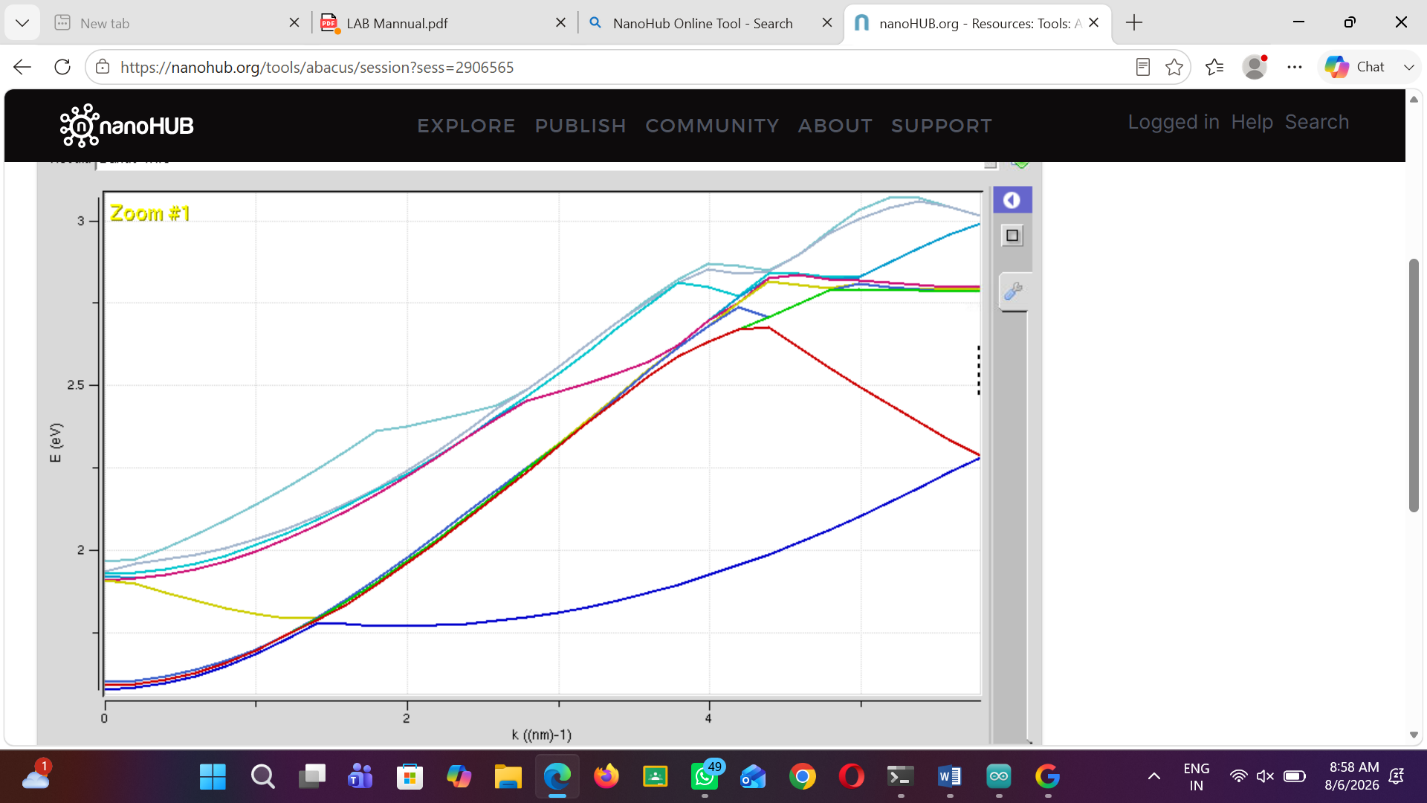 New tab
LAB Mannual.pdf
NanoHub Online Tool - Search
nanoHUB.org - Resources: Tools: A
https://nanohub.org/tools/abacus/session?sess=2906565
Chat
nanoHUB
EXPLORE PUBLISH COMMUNITY ABOUT SUPPORT
Logged in Help Search
Zoom #1
3
2.5
2
E (eV)
0 2 4
k ((nm)-1)
1
49
ENG
IN
8:58 AM
8/6/2026